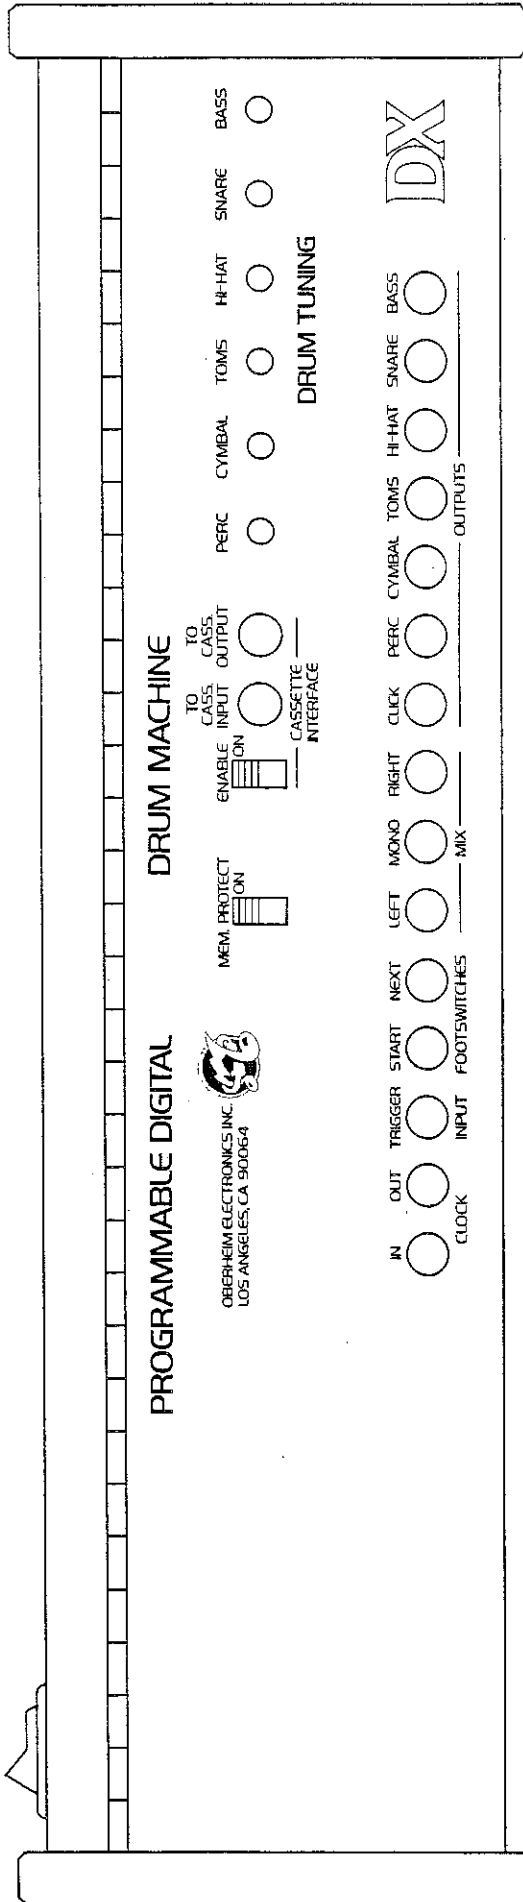 PROGRAMMABLE DIGITAL DRUM MACHINE
OBERHEIM ELECTRONICS INC.
LOS ANGELES, CA 90064
MEM. PROTECT
ON
ENABLE
ON
TO
CASS.
INPUT
TO
CASS.
OUTPUT
CASSETTE
INTERFACE
PERC CYMBAL TOMS HI-HAT SNARE BASS
DRUM TUNING
IN OUT TRIGGER START NEXT LEFT MONO RIGHT CLICK PERC CYMBAL TOMS HI-HAT SNARE BASS
CLOCK INPUT FOOTSWITCHES MIX OUTPUTS
DX